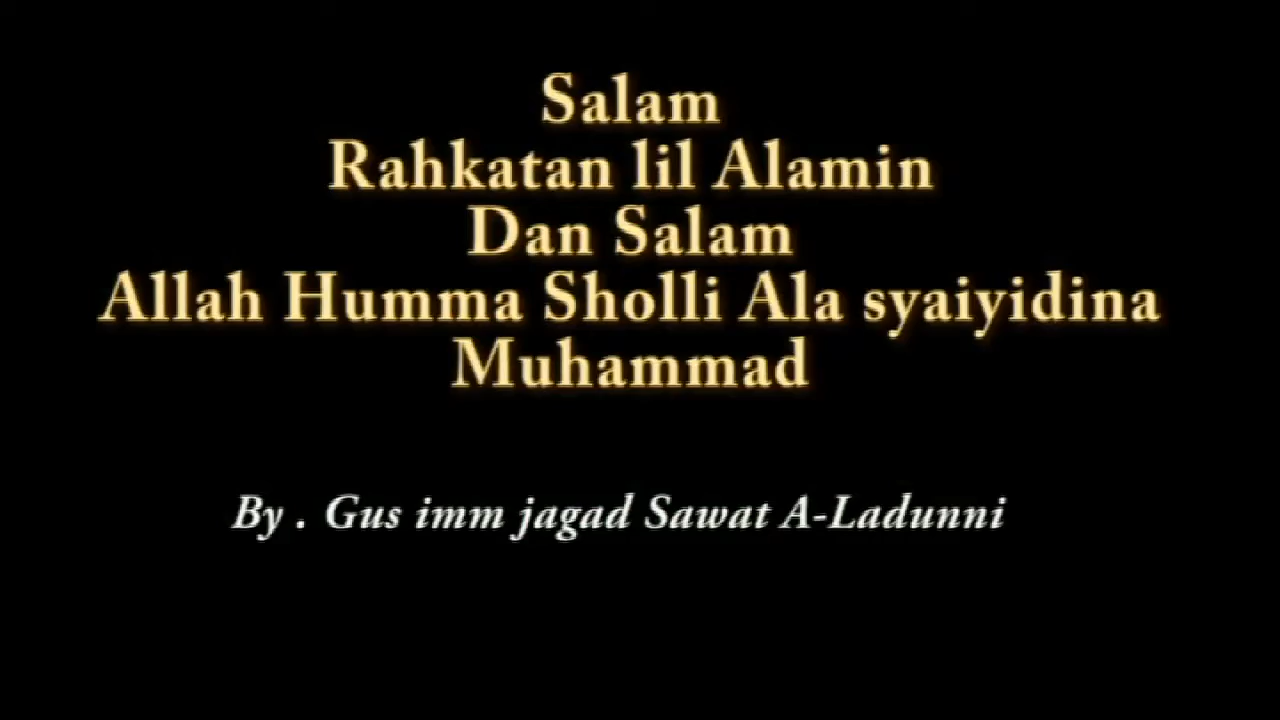 Salam
Rahkatan lil Alamin
Dan Salam
Allah Humma Sholli Ala syaiyidina
Muhammad
By . Gus imm jagad Sawat A-Ladunni